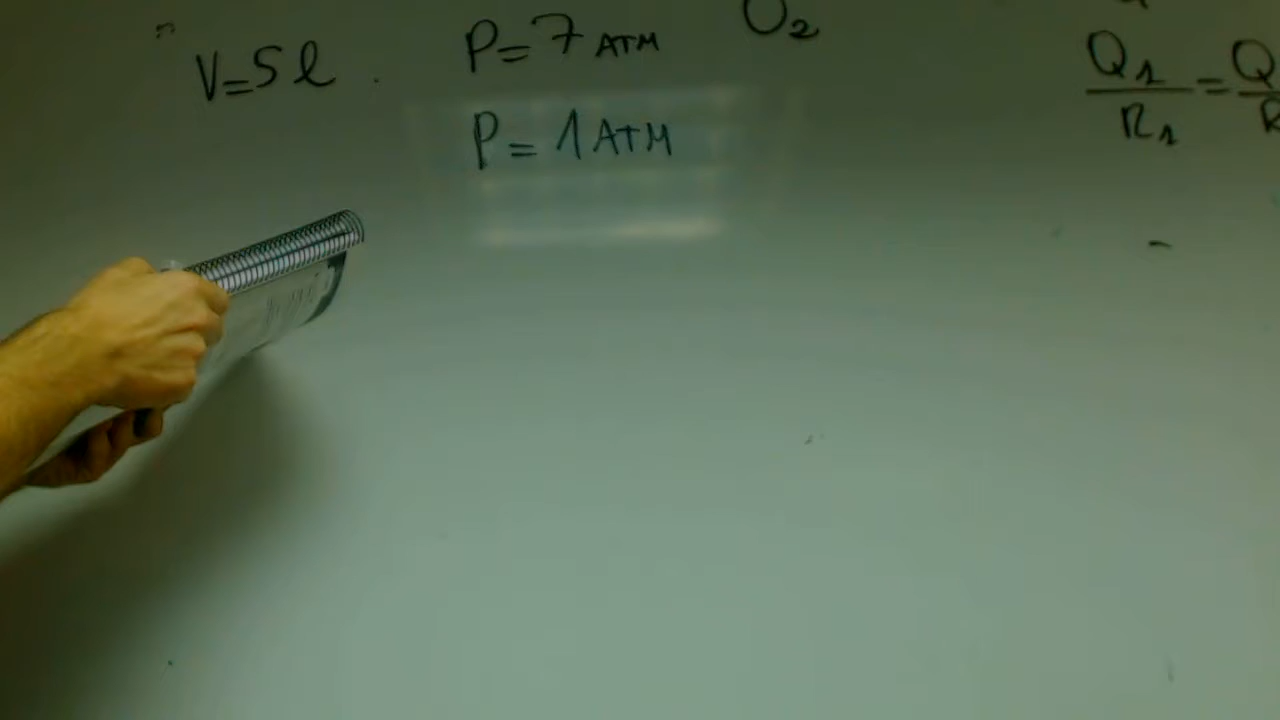 V=5l. P=7 ATM O₂
P=1 ATM
Q₁/R₁=Q